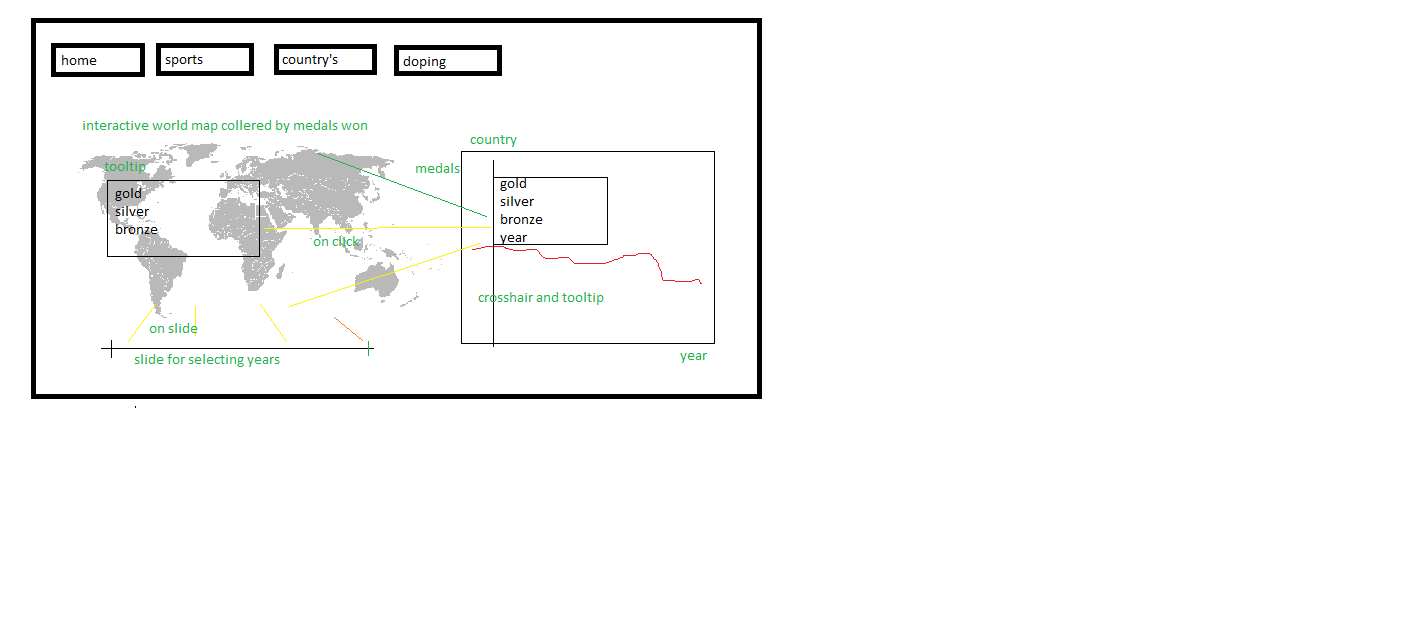 home
sports
country's
doping
interactive world map collered by medals won
country
tooltip
medals
gold
silver
bronze
gold
silver
bronze
year
on click
crosshair and tooltip
on slide
slide for selecting years
year